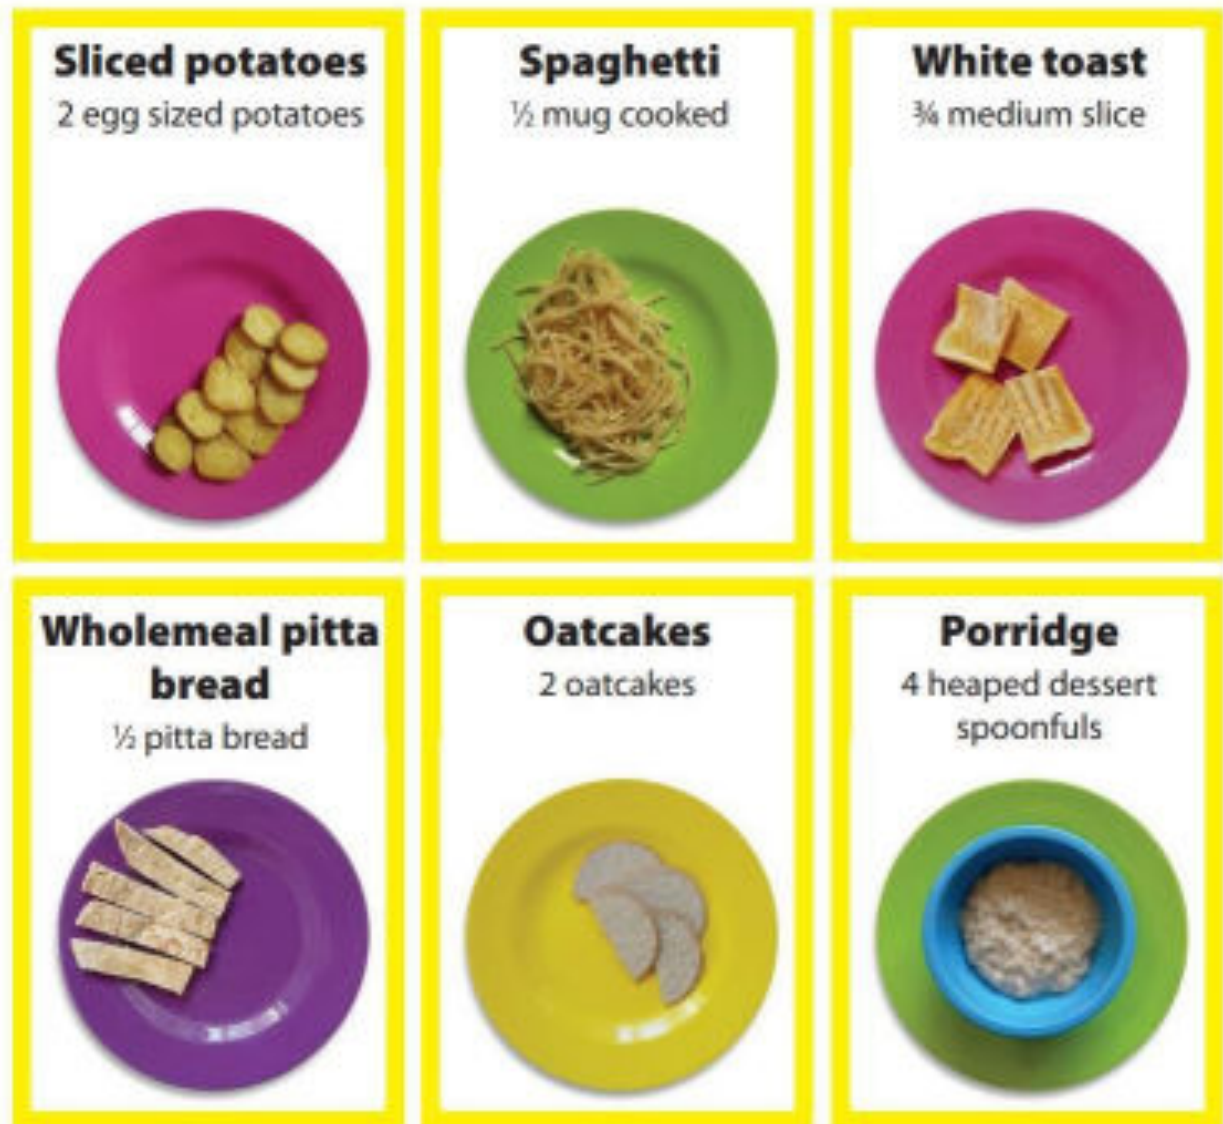 Sliced potatoes
2 egg sized potatoes
Spaghetti
½ mug cooked
White toast
¾ medium slice
Wholemeal pitta
bread
½ pitta bread
Oatcakes
2 oatcakes
Porridge
4 heaped dessert
spoonfuls